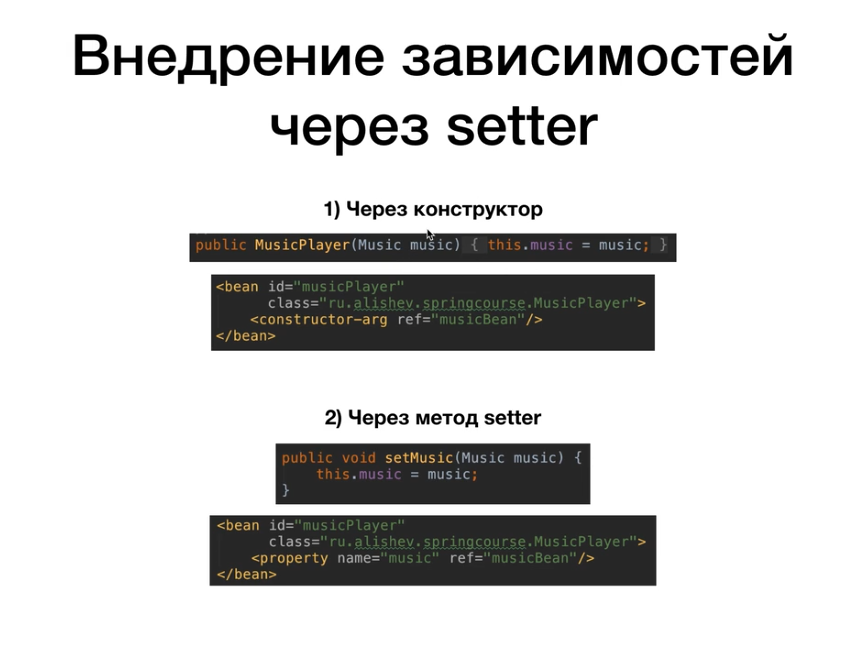 Внедрение зависимостей
через setter
1) Через конструктор
public MusicPlayer(Music music) { this.music = music; }
<bean id="musicPlayer"
class="ru.alishev.springcourse.MusicPlayer">
<constructor-arg ref="musicBean"/>
</bean>
2) Через метод setter
public void setMusic(Music music) {
this.music = music;
}
<bean id="musicPlayer"
class="ru.alishev.springcourse.MusicPlayer">
<property name="music" ref="musicBean"/>
</bean>